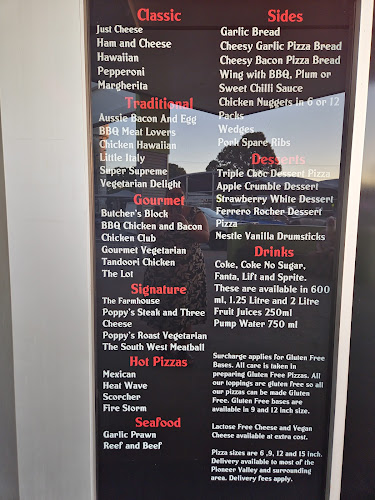 Classic
Just Cheese
Ham and Cheese
Hawaiian
Pepperoni
Margherita
Traditional
Aussie Bacon And Egg
BBQ Meat Lovers
Chicken Hawaiian
Little Italy
Super Supreme
Vegetarian Delight
Gourmet
Butcher's Block
BBQ Chicken and Bacon
Chicken Club
Gourmet Vegetarian
Tandoori Chicken
The Lot
Signature
The Farmhouse
Poppy's Steak and Three
Cheese
Poppy's Roast Vegetarian
The South West Meatball
Hot Pizzas
Mexican
Heat Wave
Scorcher
Fire Storm
Seafood
Garlic Prawn
Reef and Beef
Sides
Garlic Bread
Cheesy Garlic Pizza Bread
Cheesy Bacon Pizza Bread
Wing with BBQ, Plum or
Sweet Chilli Sauce
Chicken Nuggets in 6 or 12
Packs
Wedges
Pork Spare Ribs
Desserts
Triple Choc Dessert Pizza
Apple Crumble Dessert
Strawberry White Dessert
Ferrero Rocher Dessert
Pizza
Nestle Vanilla Drumsticks
Drinks
Coke, Coke No Sugar,
Fanta, Lift and Sprite.
These are available in 600
ml, 1.25 Litre and 2 Litre
Fruit Juices 250ml
Pump Water 750 ml
Surcharge applies for Gluten Free
Bases. All care is taken in
preparing Gluten Free Pizzas. All
our toppings are gluten free so all
our pizzas can be made Gluten
Free. Gluten Free bases are
available in 9 and 12 inch size.
Lactose Free Cheese and Vegan
Cheese available at extra cost.
Pizza sizes are 6 ,9, 12 and 15 inch.
Delivery available to most of the
Pioneer Valley and surrounding
area. Delivery fees apply.